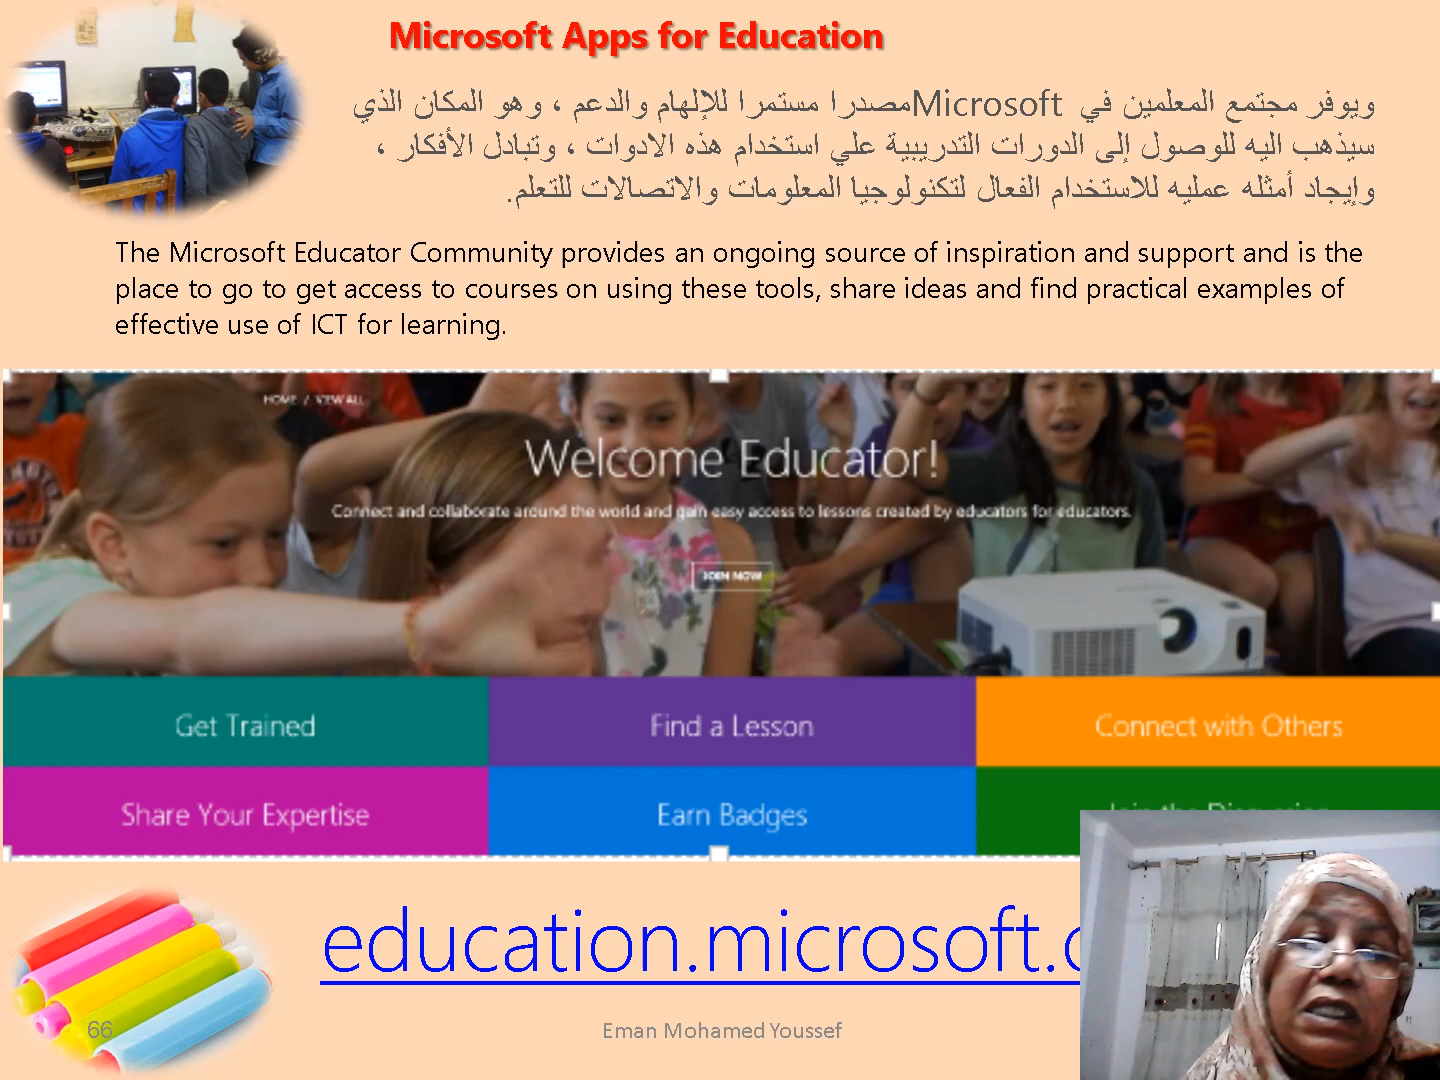 Microsoft Apps for Education
ويوفر مجتمع المعلمين في Microsoftمصدرا مستمرا للإلهام والدعم ، وهو المكان الذي
سيذهب اليه للوصول إلى الدورات التدريبية علي استخدام هذه الادوات ، وتبادل الأفكار ،
وإيجاد أمثله عمليه للاستخدام الفعال لتكنولوجيا المعلومات والاتصالات للتعلم.
The Microsoft Educator Community provides an ongoing source of inspiration and support and is the
place to go to get access to courses on using these tools, share ideas and find practical examples of
effective use of ICT for learning.
HOME / VIEW ALL
Welcome Educator!
Connect and collaborate around the world and gain easy access to lessons created by educators for educators.
JOIN NOW
Get Trained
Find a Lesson
Connect with Others
Share Your Expertise
Earn Badges
education.microsoft.c
66
Eman Mohamed Youssef